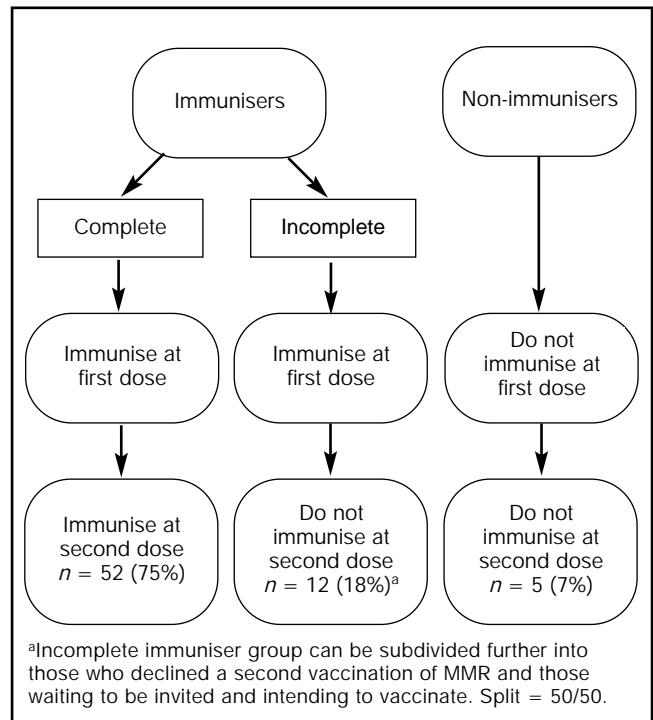 Immunisers
Non-immunisers
Complete
Incomplete
Immunise at
first dose
Immunise at
first dose
Do not
immunise at
first dose
Immunise at
second dose
n = 52 (75%)
Do not
immunise at
second dose
n = 12 (18%)ᵃ
Do not
immunise at
second dose
n = 5 (7%)
ᵃIncomplete immuniser group can be subdivided further into
those who declined a second vaccination of MMR and those
waiting to be invited and intending to vaccinate. Split = 50/50.